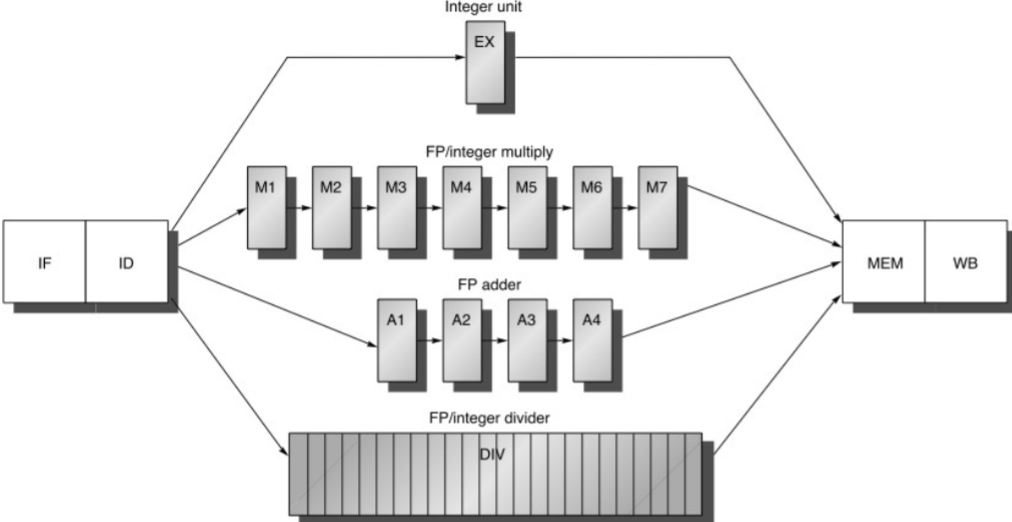 Integer unit
EX
FP/integer multiply
M1 M2 M3 M4 M5 M6 M7
IF ID
MEM WB
FP adder
A1 A2 A3 A4
FP/integer divider
DIV